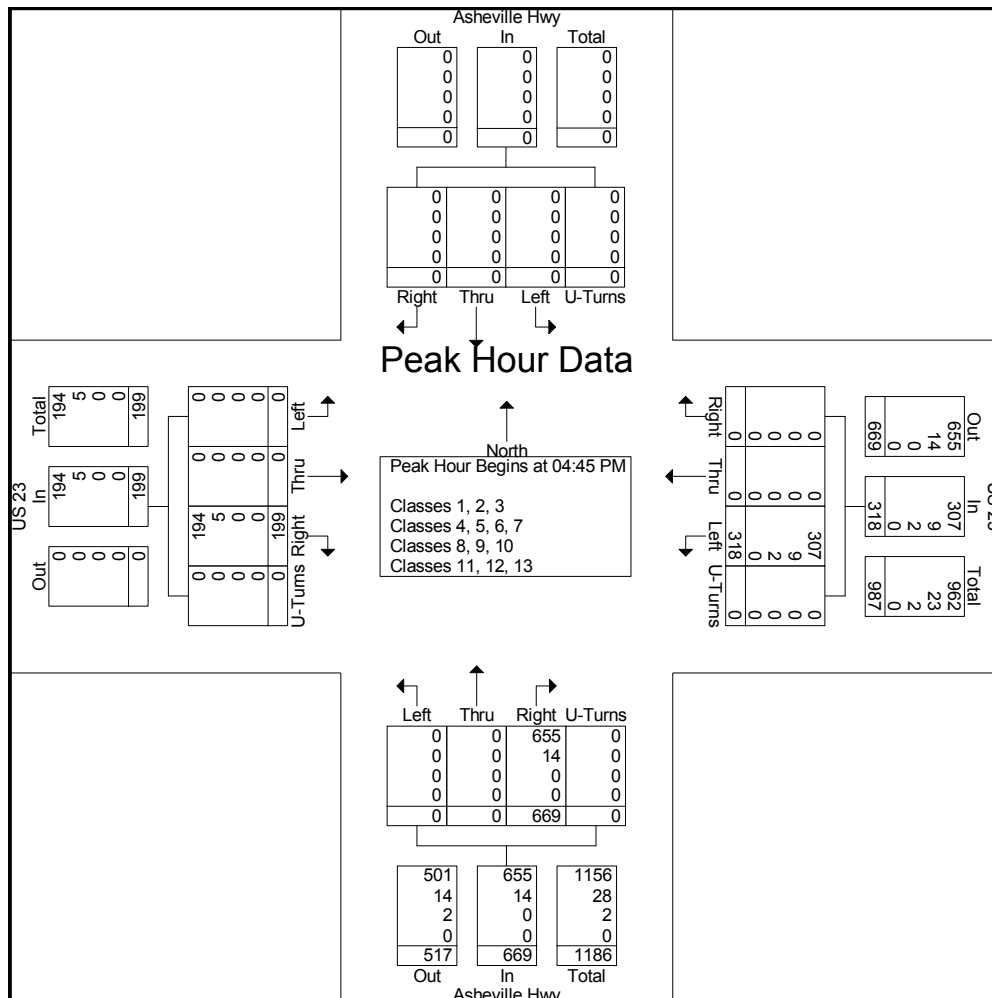 Asheville Hwy
Out In Total
0 0 0
0 0 0
0 0 0
0 0 0
0 0 0
0 0 0 0
0 0 0 0
0 0 0 0
0 0 0 0
0 0 0 0
Right Thru Left U-Turns
Peak Hour Data
North
Peak Hour Begins at 04:45 PM
Classes 1, 2, 3
Classes 4, 5, 6, 7
Classes 8, 9, 10
Classes 11, 12, 13
US 23
Out In Total
0 194 194
0 5 5
0 0 0
0 0 0
0 199 199
U-Turns Right Thru Left
0 194 0 0
0 5 0 0
0 0 0 0
0 0 0 0
0 199 0 0
Out In Total
655 307 962
14 9 23
0 2 2
0 0 0
669 318 987
Right Thru Left U-Turns
0 0 307 0
0 0 9 0
0 0 2 0
0 0 0 0
0 0 318 0
Left Thru Right U-Turns
0 0 655 0
0 0 14 0
0 0 0 0
0 0 0 0
0 0 669 0
501 655 1156
14 14 28
2 0 2
0 0 0
517 669 1186
Out In Total
Asheville Hwy